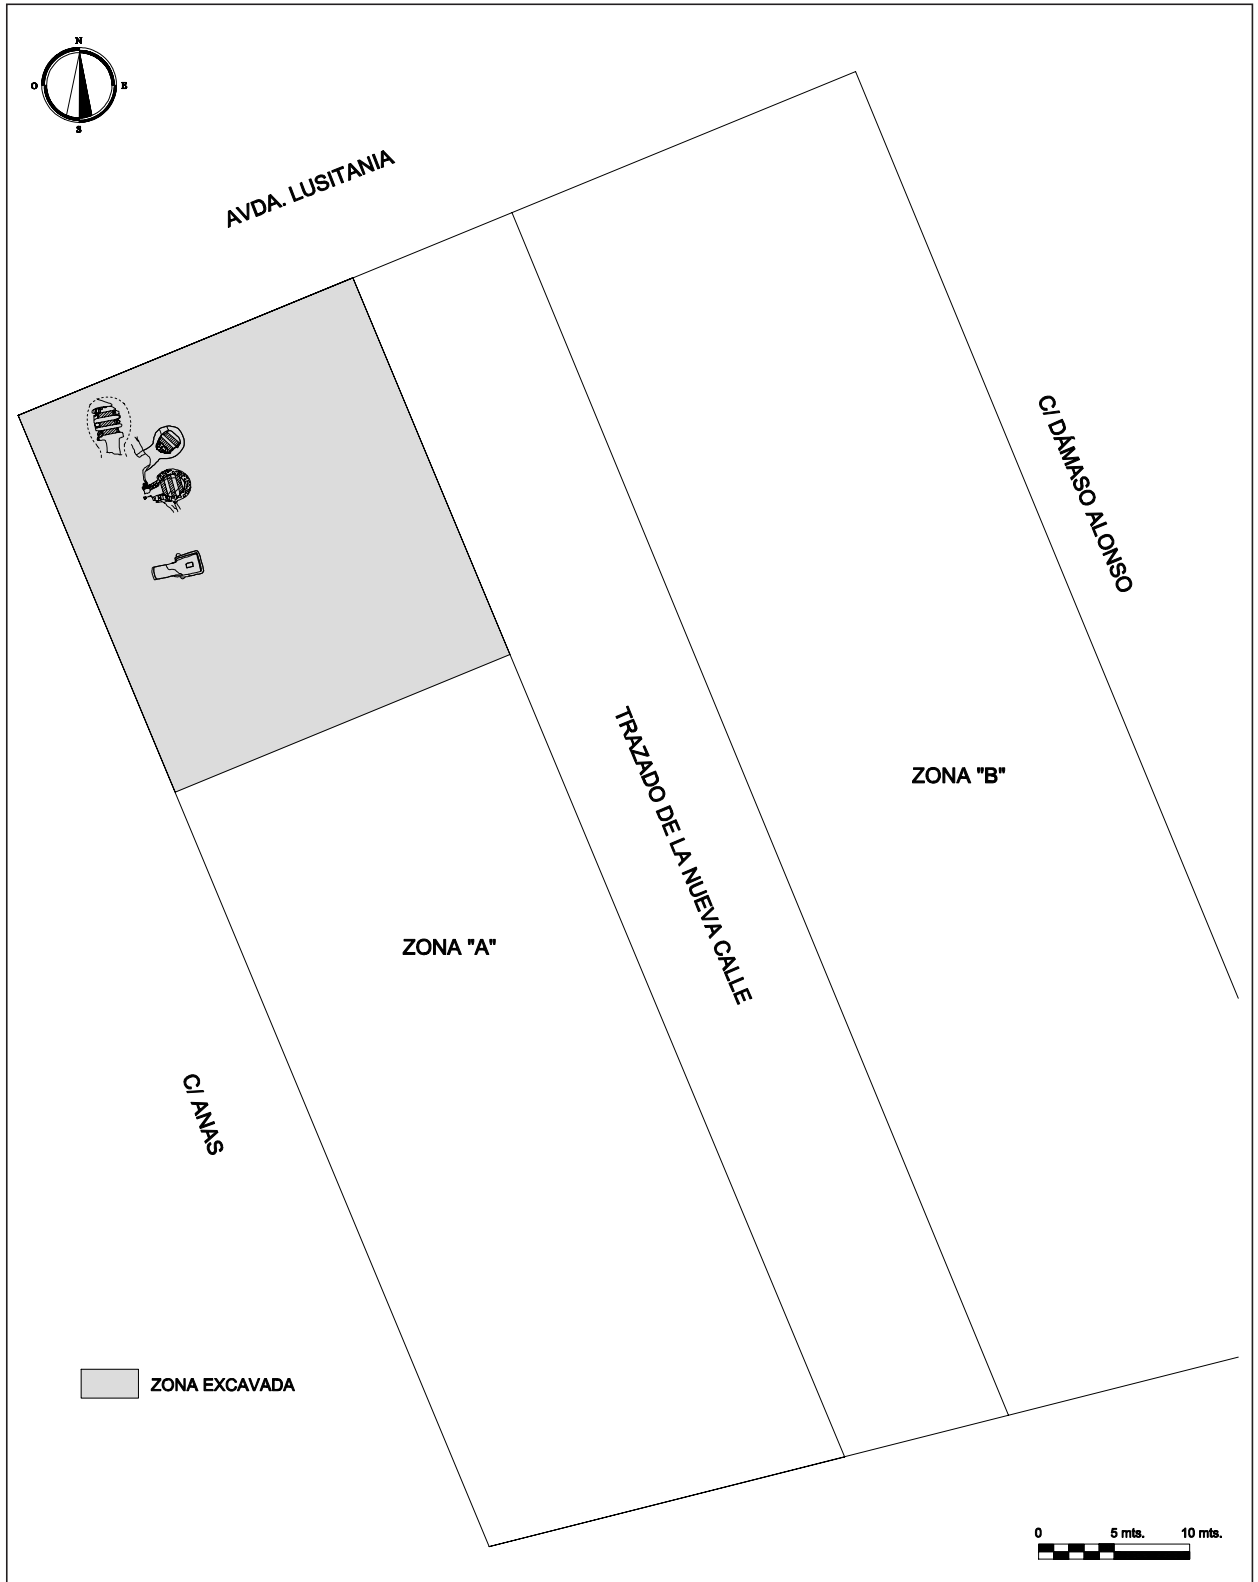 N
O
E
S
AVDA. LUSITANIA
C/ DÁMASO ALONSO
TRAZADO DE LA NUEVA CALLE
ZONA "B"
ZONA "A"
C/ ANAS
ZONA EXCAVADA
0 5 mts. 10 mts.